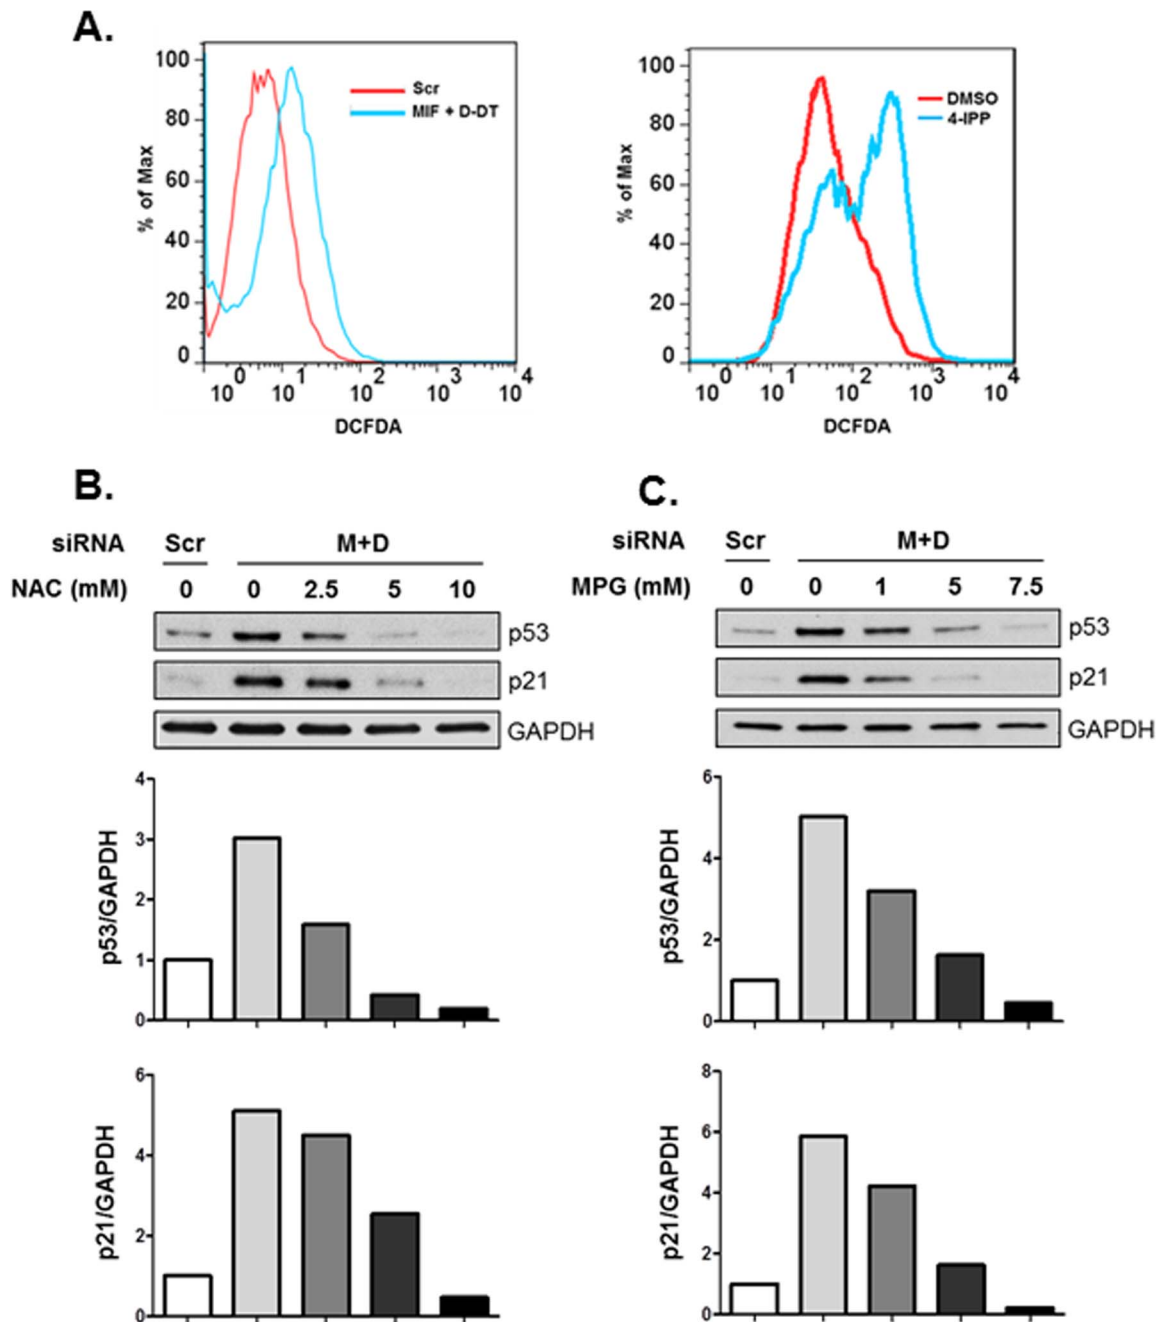 A.
100
80
60
40
20
0
% of Max
Scr
MIF + D-DT
10 0 10 1 10 2 10 3 10 4
DCFDA
100
80
60
40
20
0
% of Max
DMSO
4-IPP
10 0 10 1 10 2 10 3 10 4
DCFDA
B.
siRNA Scr M+D
NAC (mM) 0 0 2.5 5 10
p53
p21
GAPDH
4
3
2
1
0
p53/GAPDH
6
4
2
0
p21/GAPDH
C.
siRNA Scr M+D
MPG (mM) 0 0 1 5 7.5
p53
p21
GAPDH
6
4
2
0
p53/GAPDH
8
6
4
2
0
p21/GAPDH